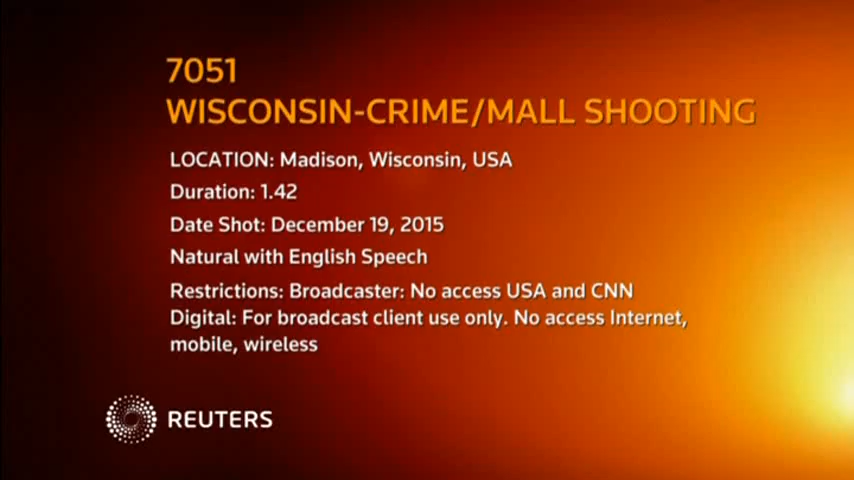 7051
WISCONSIN-CRIME/MALL SHOOTING
LOCATION: Madison, Wisconsin, USA
Duration: 1.42
Date Shot: December 19, 2015
Natural with English Speech
Restrictions: Broadcaster: No access USA and CNN
Digital: For broadcast client use only. No access Internet,
mobile, wireless
REUTERS